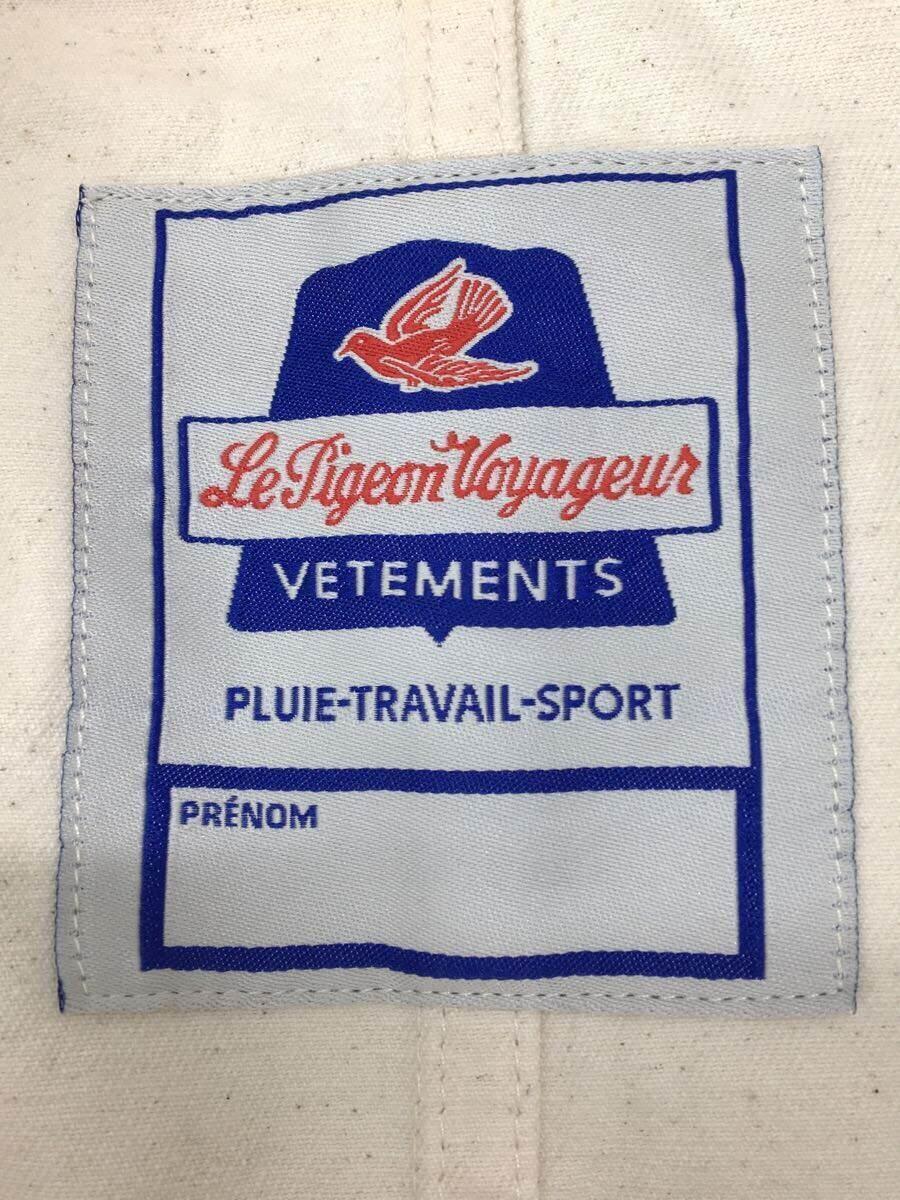 Le Pigeon Voyageur
VETEMENTS
PLUIE-TRAVAIL-SPORT
PRÉNOM